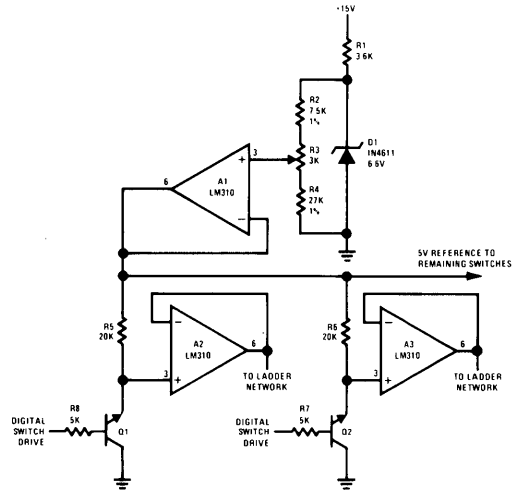 +15V
R1
3.6K
R2
7.5K
1%
R3
3K
R4
27K
1%
D1
IN4611
6.6V
3
+
A1
LM310
6
−
5V REFERENCE TO
REMAINING SWITCHES
R5
20K
−
A2
LM310
6
3
+
TO LADDER
NETWORK
R6
20K
−
A3
LM310
6
3
+
TO LADDER
NETWORK
R8
5K
DIGITAL
SWITCH
DRIVE
Q1
R7
5K
DIGITAL
SWITCH
DRIVE
Q2